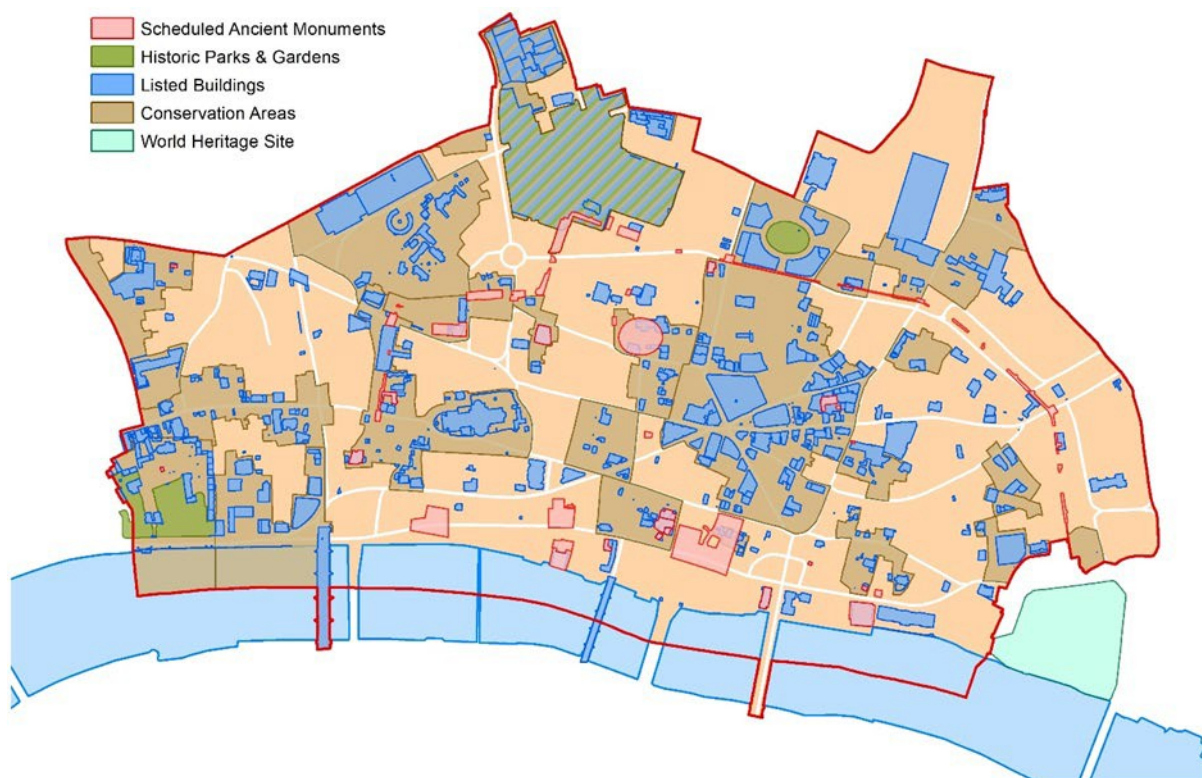 Scheduled Ancient Monuments
Historic Parks & Gardens
Listed Buildings
Conservation Areas
World Heritage Site